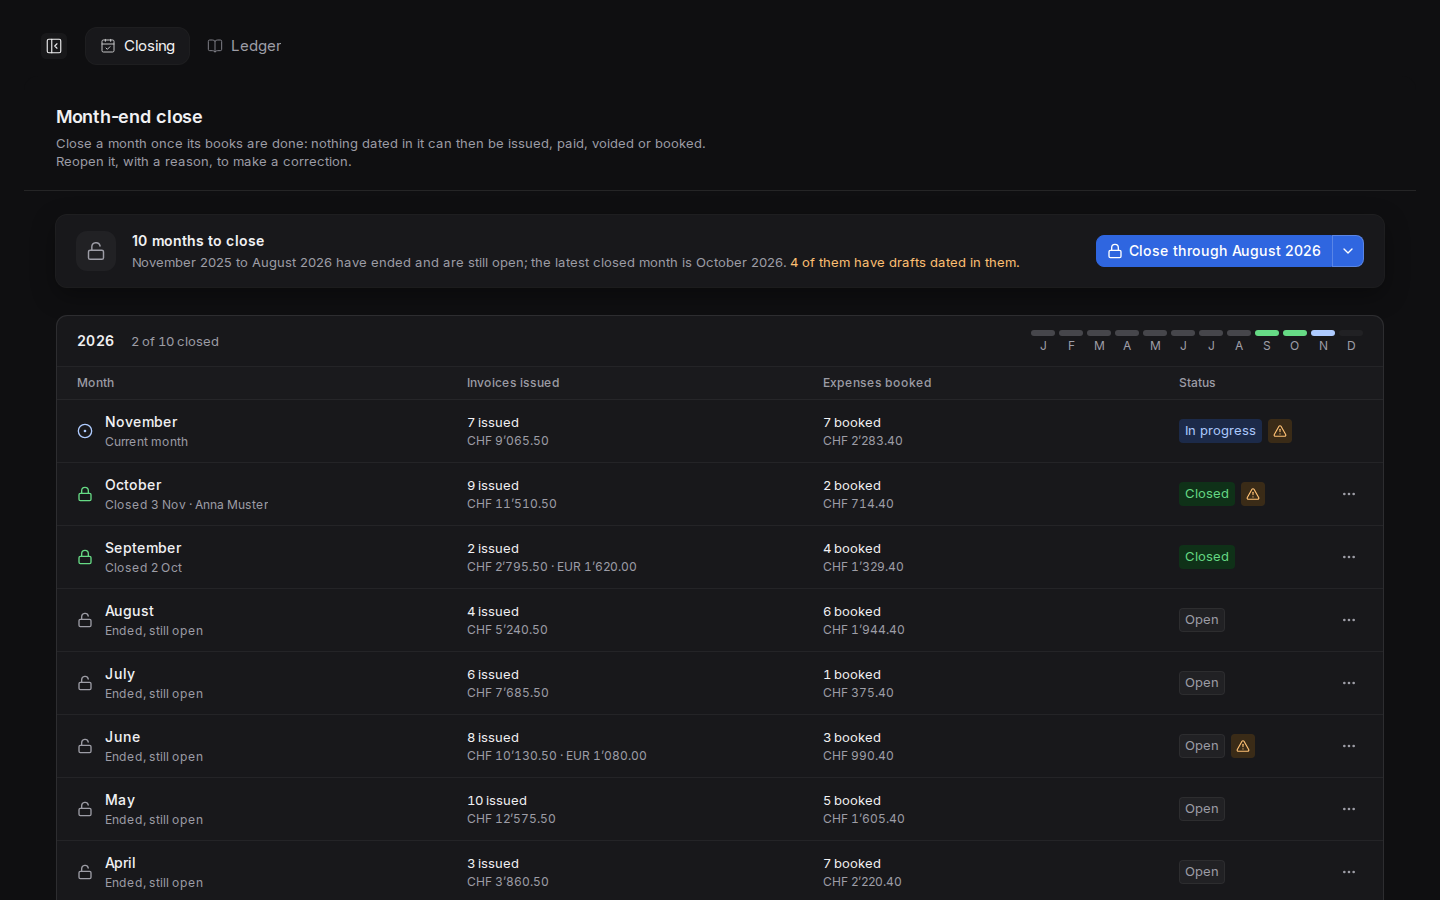 Closing
Ledger
Month-end close
Close a month once its books are done: nothing dated in it can then be issued, paid, voided or booked.
Reopen it, with a reason, to make a correction.
10 months to close
November 2025 to August 2026 have ended and are still open; the latest closed month is October 2026. 4 of them have drafts dated in them.
Close through August 2026
2026 2 of 10 closed
J F M A M J J A S O N D
Month Invoices issued Expenses booked Status
November 7 issued 7 booked
Current month CHF 9’065.50 CHF 2’283.40 In progress
October 9 issued 2 booked
Closed 3 Nov · Anna Muster CHF 11’510.50 CHF 714.40 Closed
September 2 issued 4 booked
Closed 2 Oct CHF 2’795.50 · EUR 1’620.00 CHF 1’329.40 Closed
August 4 issued 6 booked
Ended, still open CHF 5’240.50 CHF 1’944.40 Open
July 6 issued 1 booked
Ended, still open CHF 7’685.50 CHF 375.40 Open
June 8 issued 3 booked
Ended, still open CHF 10’130.50 · EUR 1’080.00 CHF 990.40 Open
May 10 issued 5 booked
Ended, still open CHF 12’575.50 CHF 1’605.40 Open
April 3 issued 7 booked
Ended, still open CHF 3’860.50 CHF 2’220.40 Open